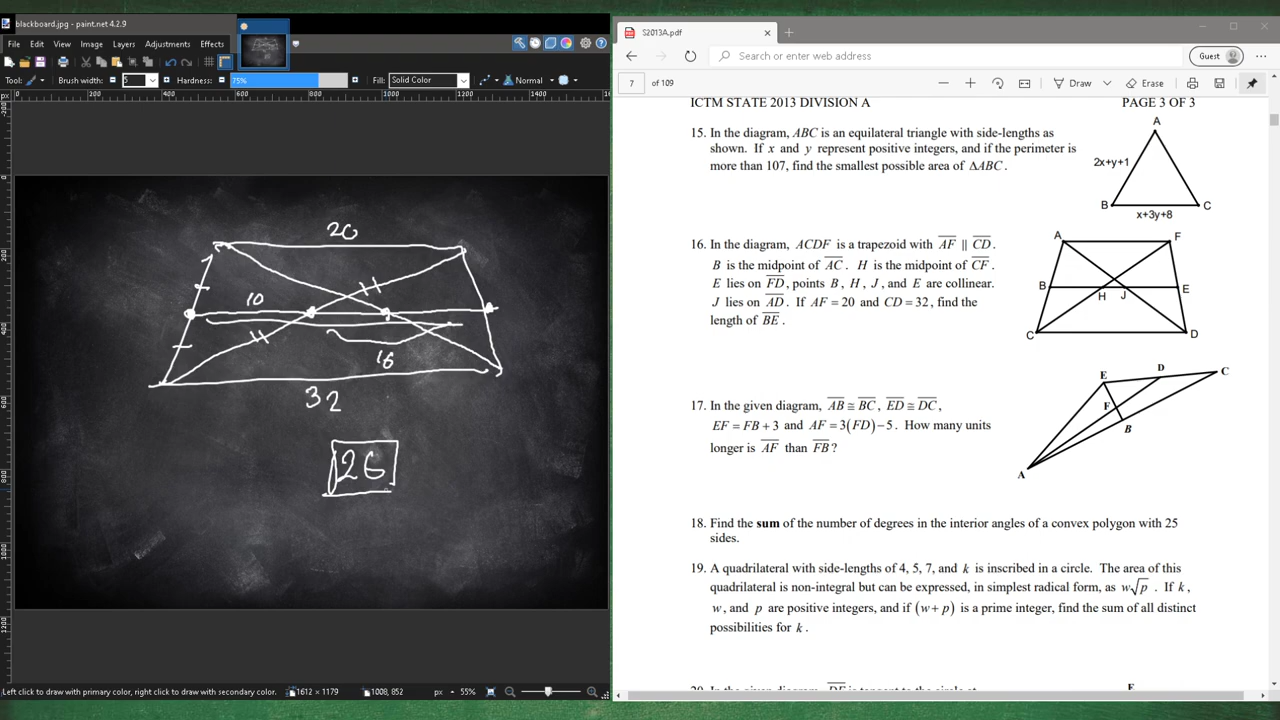 blackboard.jpg - paint.net 4.2.9
File Edit View Image Layers Adjustments Effects
Tool: Brush width: 5 Hardness: 75% Fill: Solid Color Normal
0 200 400 600 800 1000 1200 1400
20
10
16
32
26
Left click to draw with primary color, right click to draw with secondary color. 1612 × 1179 1008, 852 px 55%
S2013A.pdf
Search or enter web address
Guest
7 of 109
Draw
Erase
ICTM STATE 2013 DIVISION A PAGE 3 OF 3
15. In the diagram, ABC is an equilateral triangle with side-lengths as
shown. If x and y represent positive integers, and if the perimeter is
more than 107, find the smallest possible area of ΔABC.
A
2x+y+1
B
C
x+3y+8
16. In the diagram, ACDF is a trapezoid with AF || CD.
B is the midpoint of AC. H is the midpoint of CF.
E lies on FD, points B, H, J, and E are collinear.
J lies on AD. If AF = 20 and CD = 32, find the
length of BE.
A F
B H J E
C D
17. In the given diagram, AB ≅ BC, ED ≅ DC,
EF = FB + 3 and AF = 3(FD) − 5. How many units
longer is AF than FB?
E D C
F
B
A
18. Find the sum of the number of degrees in the interior angles of a convex polygon with 25
sides.
19. A quadrilateral with side-lengths of 4, 5, 7, and k is inscribed in a circle. The area of this
quadrilateral is non-integral but can be expressed, in simplest radical form, as w√p. If k,
w, and p are positive integers, and if (w + p) is a prime integer, find the sum of all distinct
possibilities for k.